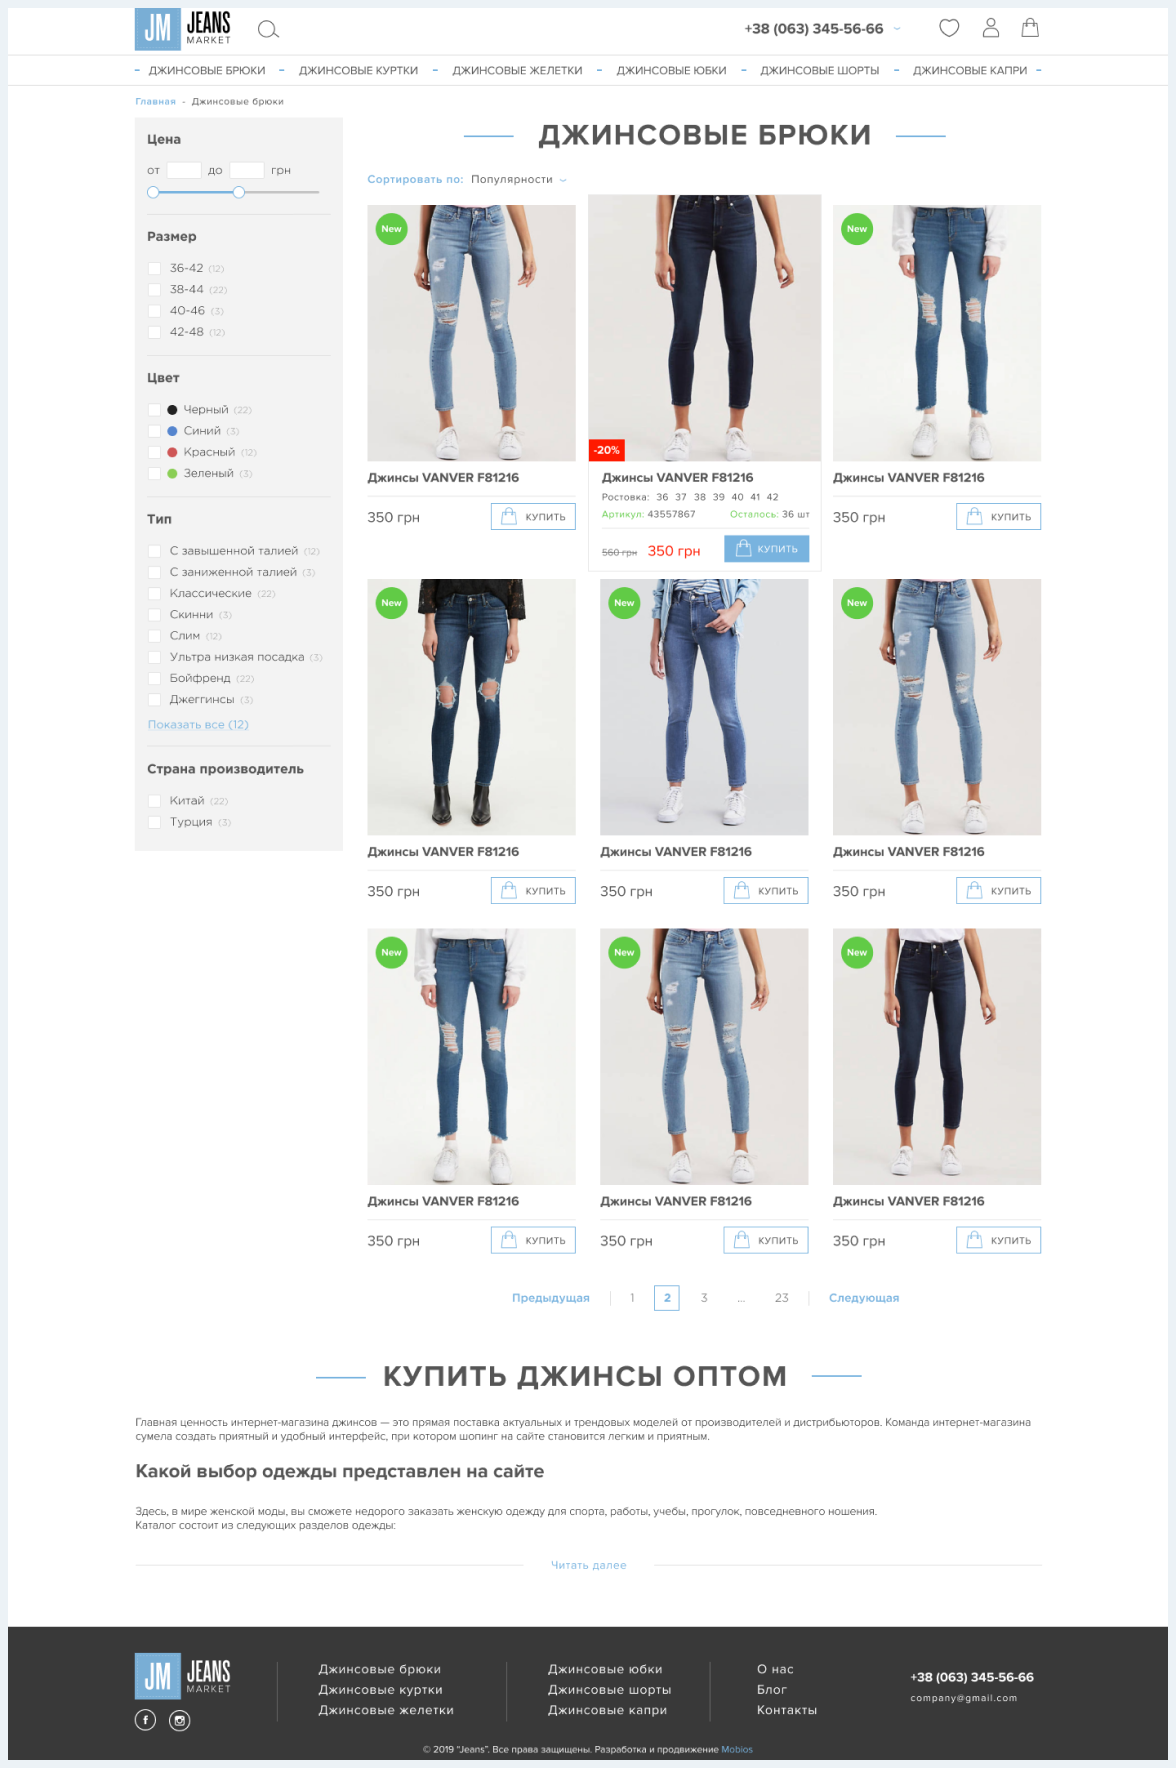 JM JEANS
MARKET
+38 (063) 345-56-66
- ДЖИНСОВЫЕ БРЮКИ - ДЖИНСОВЫЕ КУРТКИ - ДЖИНСОВЫЕ ЖЕЛЕТКИ - ДЖИНСОВЫЕ ЮБКИ - ДЖИНСОВЫЕ ШОРТЫ - ДЖИНСОВЫЕ КАПРИ -
Главная - Джинсовые брюки
Цена
от до грн
Размер
36-42 (12)
38-44 (22)
40-46 (3)
42-48 (12)
Цвет
Черный (22)
Синий (3)
Красный (12)
Зеленый (3)
Тип
С завышенной талией (12)
С заниженной талией (3)
Классические (22)
Скинни (3)
Слим (12)
Ультра низкая посадка (3)
Бойфренд (22)
Джеггинсы (3)
Показать все (12)
Страна производитель
Китай (22)
Турция (3)
ДЖИНСОВЫЕ БРЮКИ
Сортировать по: Популярности
New
New
-20%
Джинсы VANVER F81216
350 грн КУПИТЬ
Джинсы VANVER F81216
Ростовка: 36 37 38 39 40 41 42
Артикул: 43557867 Осталось: 36 шт
560 грн 350 грн КУПИТЬ
Джинсы VANVER F81216
350 грн КУПИТЬ
New New New
Джинсы VANVER F81216 Джинсы VANVER F81216 Джинсы VANVER F81216
350 грн КУПИТЬ 350 грн КУПИТЬ 350 грн КУПИТЬ
New New New
Джинсы VANVER F81216 Джинсы VANVER F81216 Джинсы VANVER F81216
350 грн КУПИТЬ 350 грн КУПИТЬ 350 грн КУПИТЬ
Предыдущая 1 2 3 ... 23 Следующая
КУПИТЬ ДЖИНСЫ ОПТОМ
Главная ценность интернет-магазина джинсов — это прямая поставка актуальных и трендовых моделей от производителей и дистрибьюторов. Команда интернет-магазина
сумела создать приятный и удобный интерфейс, при котором шопинг на сайте становится легким и приятным.
Какой выбор одежды представлен на сайте
Здесь, в мире женской моды, вы сможете недорого заказать женскую одежду для спорта, работы, учебы, прогулок, повседневного ношения.
Каталог состоит из следующих разделов одежды:
Читать далее
JM JEANS
MARKET
Джинсовые брюки
Джинсовые куртки
Джинсовые желетки
Джинсовые юбки
Джинсовые шорты
Джинсовые капри
О нас
Блог
Контакты
+38 (063) 345-56-66
company@gmail.com
© 2019 "Jeans". Все права защищены. Разработка и продвижение Mobios